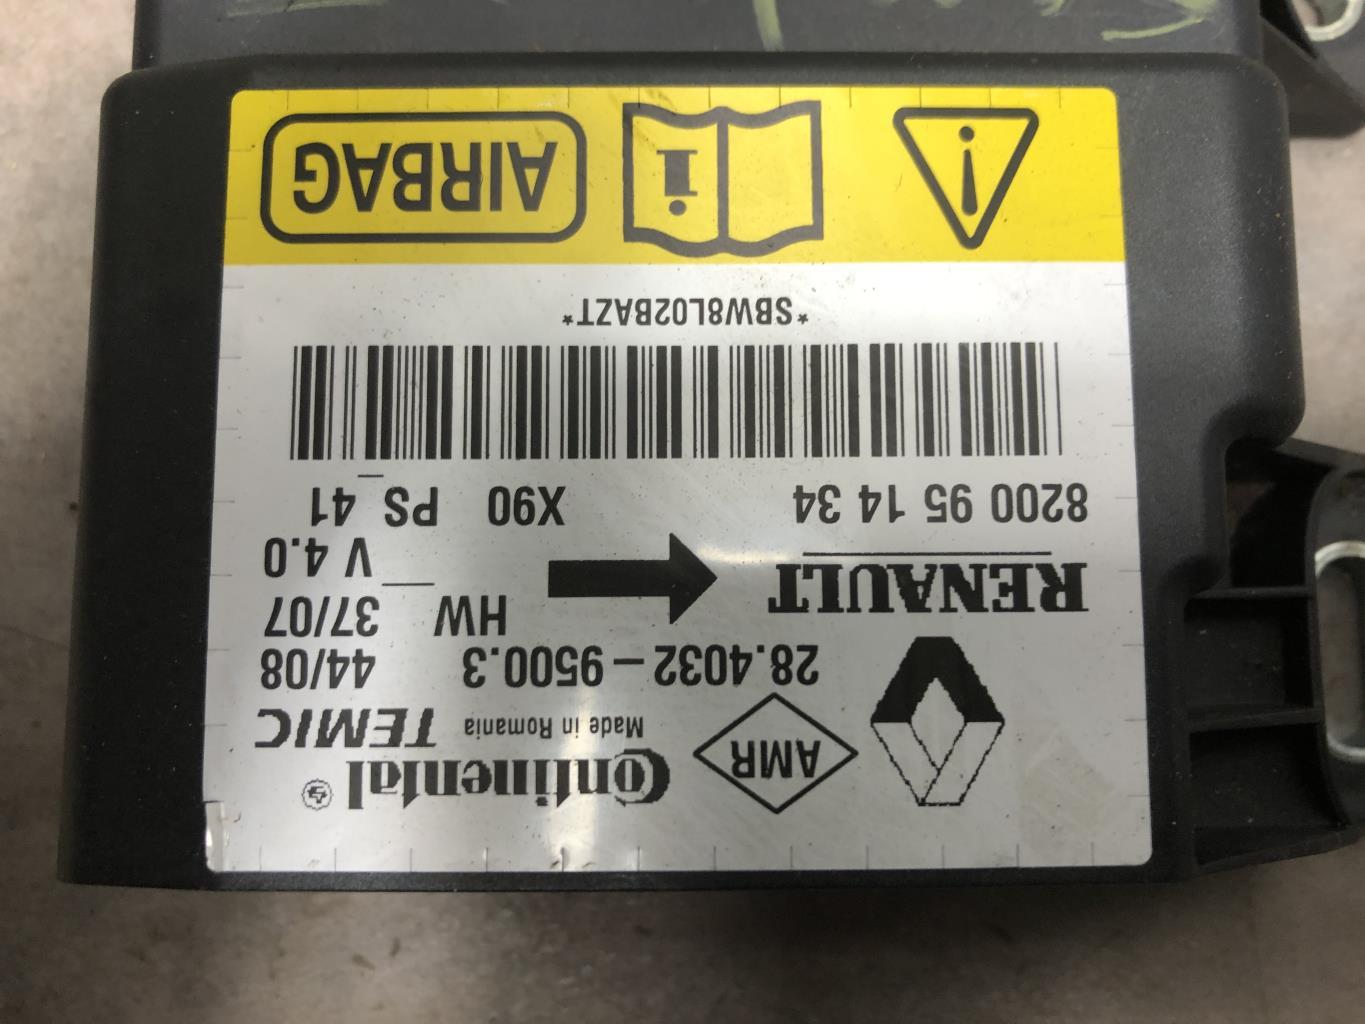 Continental
AMR
Made in Romania TEMIC
28.4032-9500.3 44/08
HW 37/07
RENAULT
V 4.0
8200 95 14 34 X90 PS_41
*SBW8L02BAZT*
AIRBAG